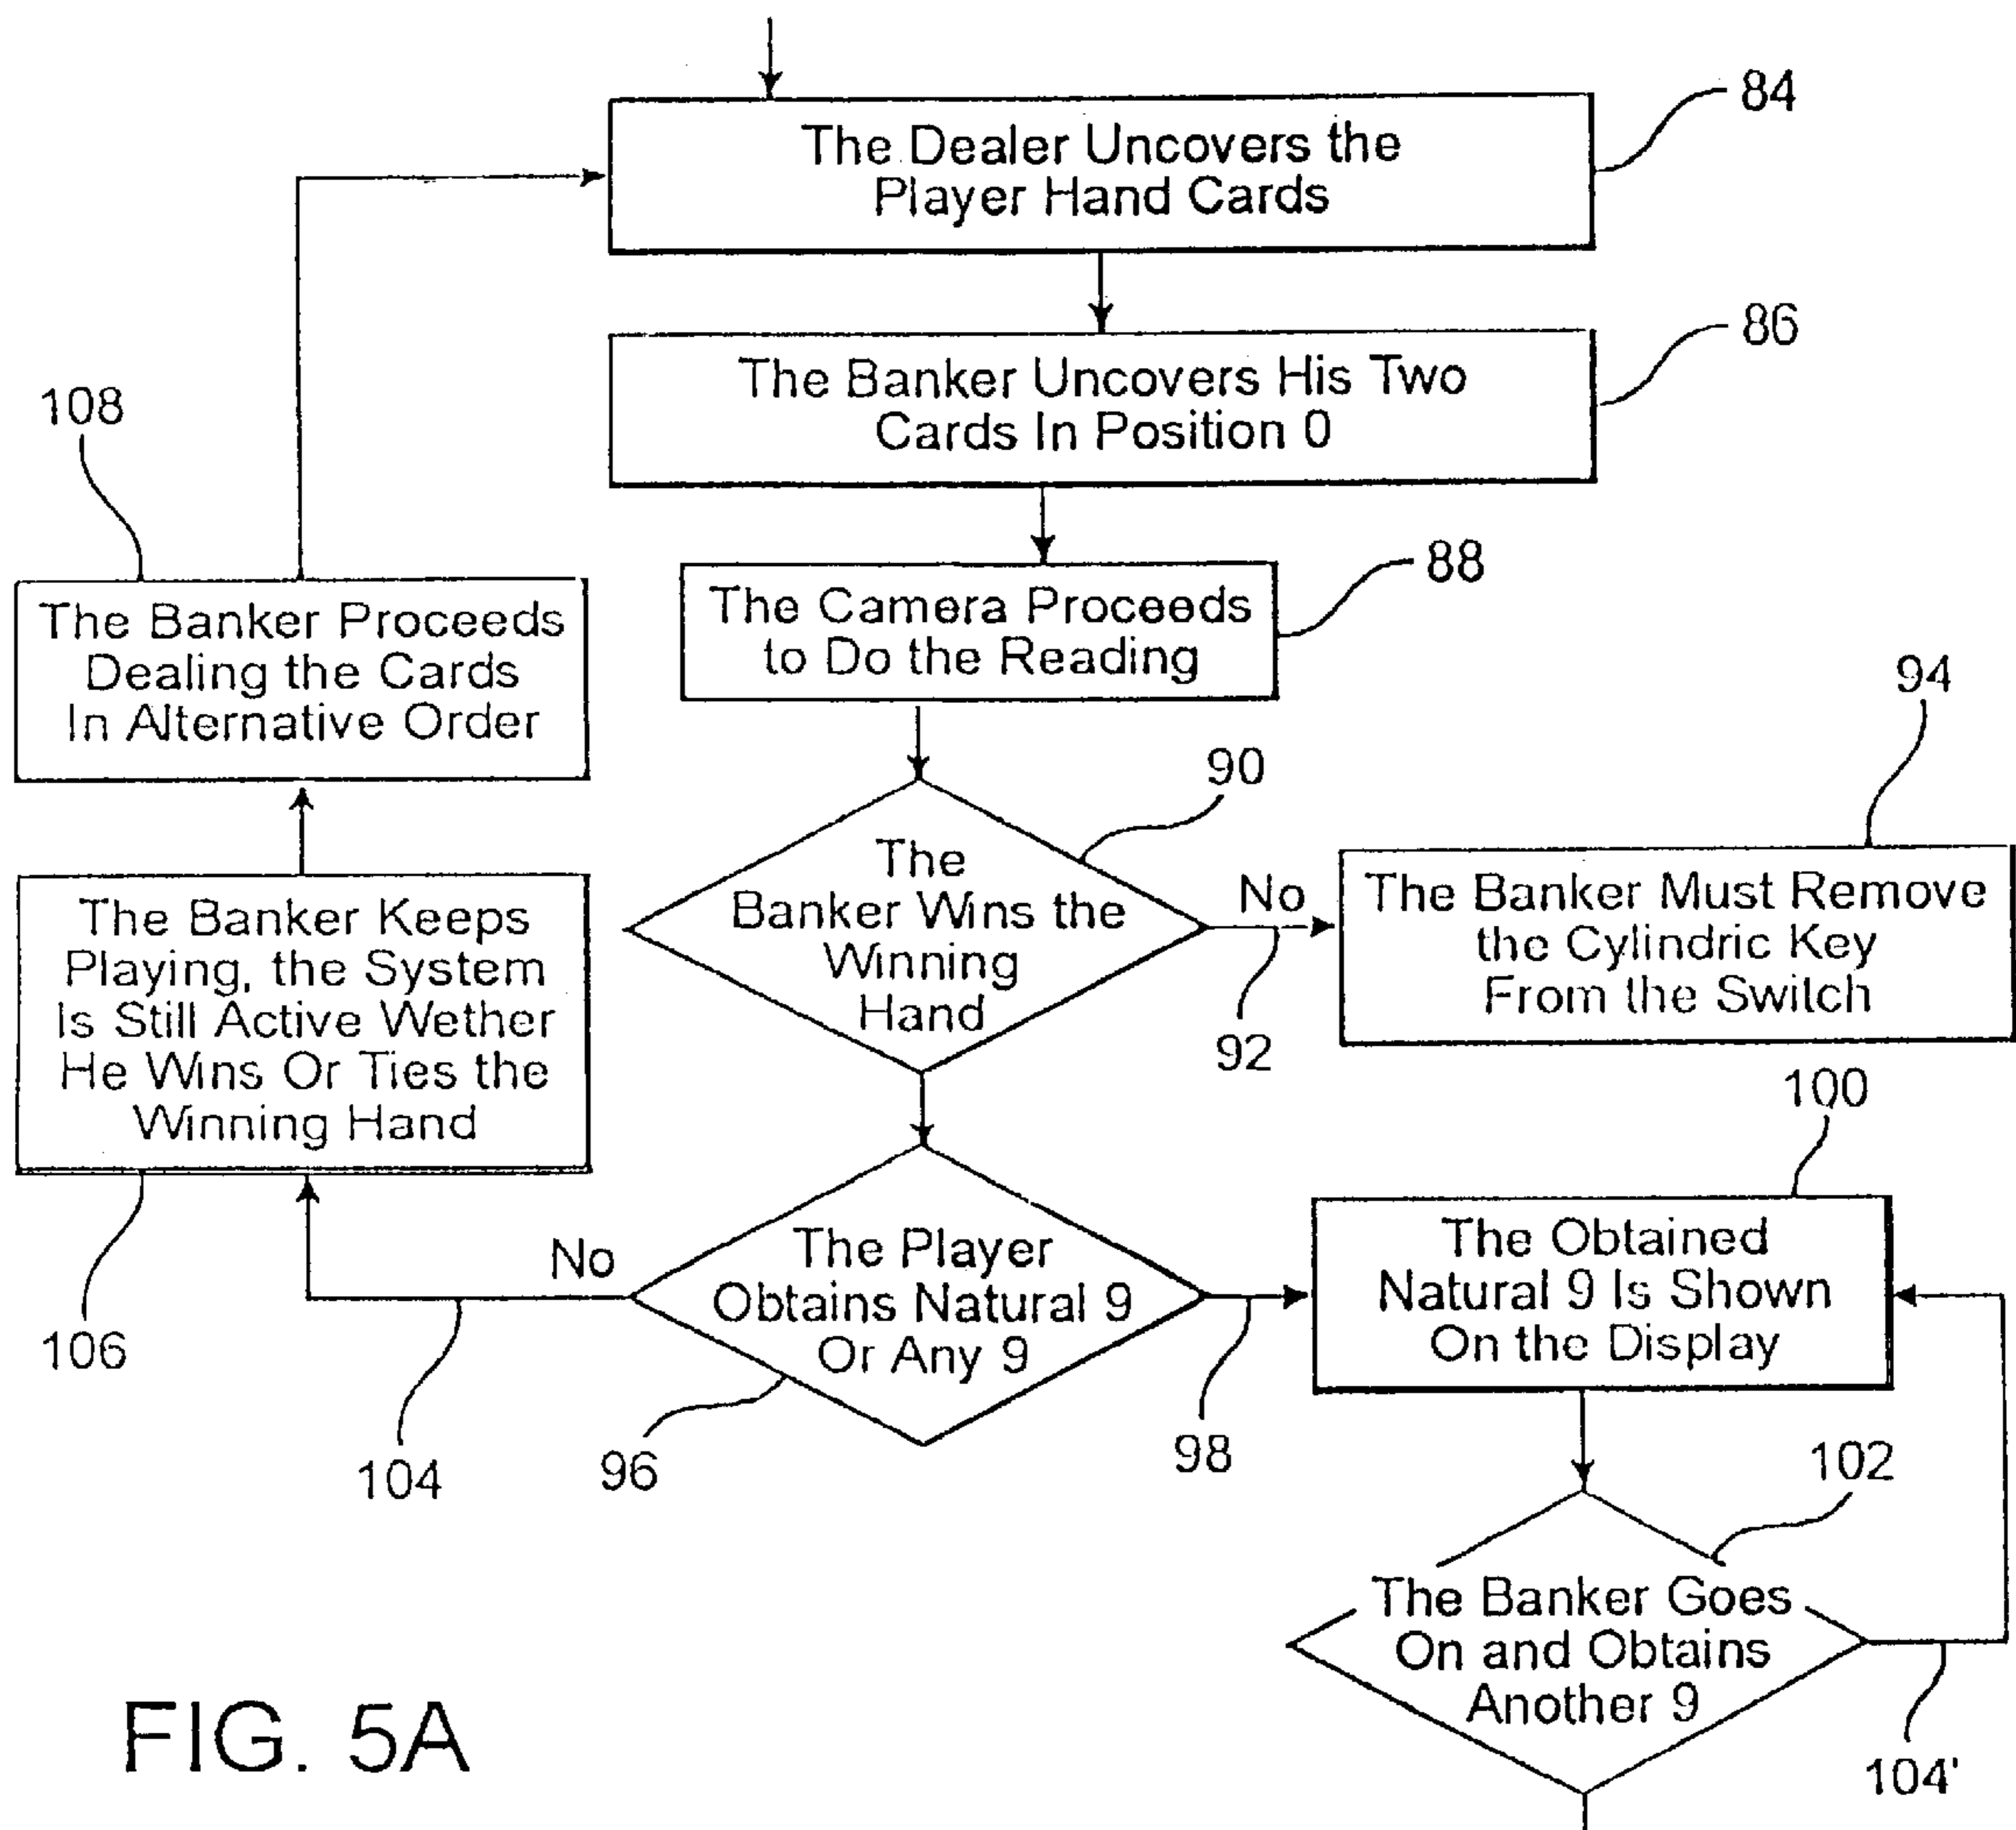 84
The Dealer Uncovers the
Player Hand Cards
86
The Banker Uncovers His Two
Cards In Position 0
108
88
The Camera Proceeds
to Do the Reading
The Banker Proceeds
Dealing the Cards
In Alternative Order
94
90
The
Banker Wins the
Winning
Hand
No
92
The Banker Must Remove
the Cylindric Key
From the Switch
The Banker Keeps
Playing, the System
Is Still Active Wether
He Wins Or Ties the
Winning Hand
100
106
No
104
The Player
Obtains Natural 9
Or Any 9
96
98
The Obtained
Natural 9 Is Shown
On the Display
102
The Banker Goes
On and Obtains
Another 9
104'
FIG. 5A